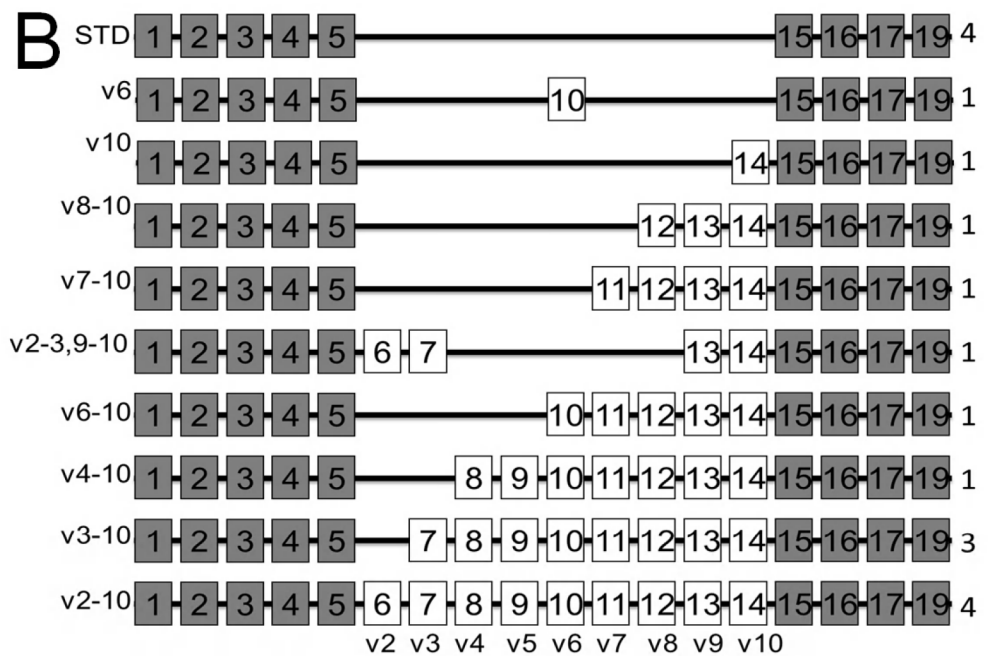 B
STD 1 2 3 4 5 15 16 17 19 4
v6 1 2 3 4 5 10 15 16 17 19 1
v10 1 2 3 4 5 14 15 16 17 19 1
v8-10 1 2 3 4 5 12 13 14 15 16 17 19 1
v7-10 1 2 3 4 5 11 12 13 14 15 16 17 19 1
v2-3,9-10 1 2 3 4 5 6 7 13 14 15 16 17 19 1
v6-10 1 2 3 4 5 10 11 12 13 14 15 16 17 19 1
v4-10 1 2 3 4 5 8 9 10 11 12 13 14 15 16 17 19 1
v3-10 1 2 3 4 5 7 8 9 10 11 12 13 14 15 16 17 19 3
v2-10 1 2 3 4 5 6 7 8 9 10 11 12 13 14 15 16 17 19 4
v2 v3 v4 v5 v6 v7 v8 v9 v10